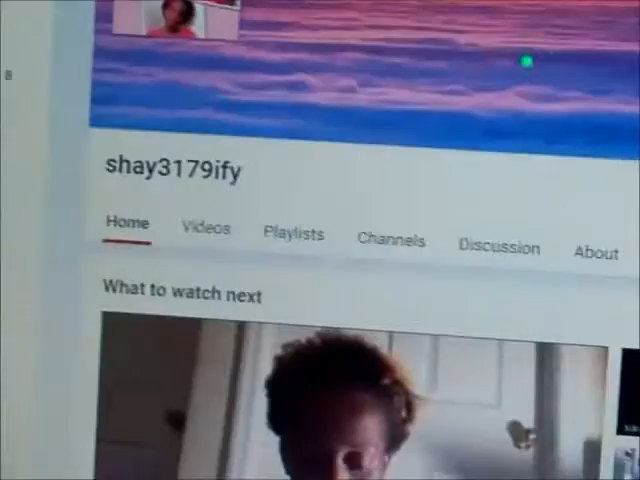 shay3179ify
Home Videos Playlists Channels Discussion About
What to watch next